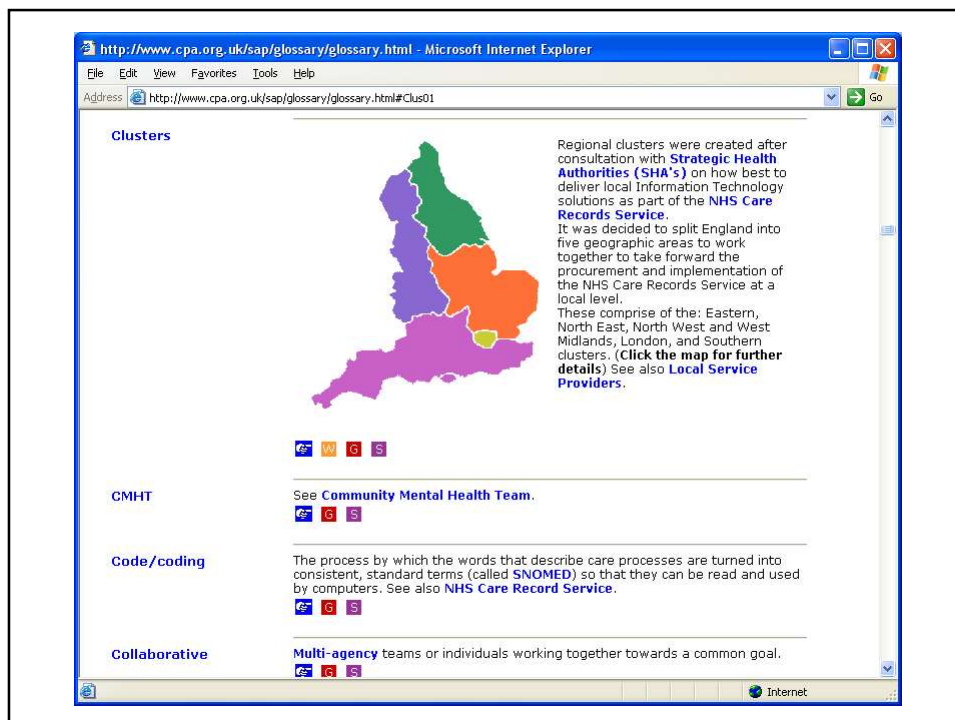 http://www.cpa.org.uk/sap/glossary/glossary.html - Microsoft Internet Explorer
File Edit View Favorites Tools Help
Address http://www.cpa.org.uk/sap/glossary/glossary.html#Clus01 Go
Clusters
Regional clusters were created after
consultation with Strategic Health
Authorities (SHA's) on how best to
deliver local Information Technology
solutions as part of the NHS Care
Records Service.
It was decided to split England into
five geographic areas to work
together to take forward the
procurement and implementation of
the NHS Care Records Service at a
local level.
These comprise of the: Eastern,
North East, North West and West
Midlands, London, and Southern
clusters. (Click the map for further
details) See also Local Service
Providers.
W G S
CMHT
See Community Mental Health Team.
G S
Code/coding
The process by which the words that describe care processes are turned into
consistent, standard terms (called SNOMED) so that they can be read and used
by computers. See also NHS Care Record Service.
G S
Collaborative
Multi-agency teams or individuals working together towards a common goal.
G S
Internet